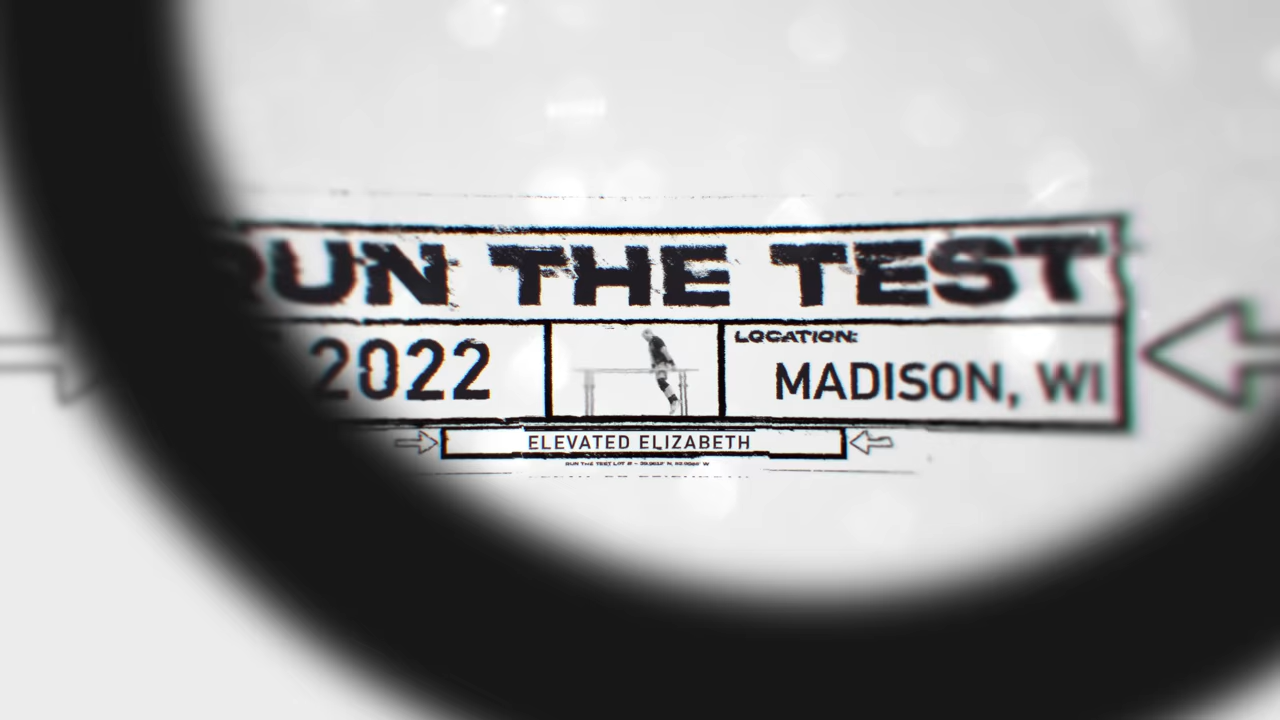 RUN THE TEST
2022
LOCATION:
MADISON, WI
ELEVATED ELIZABETH